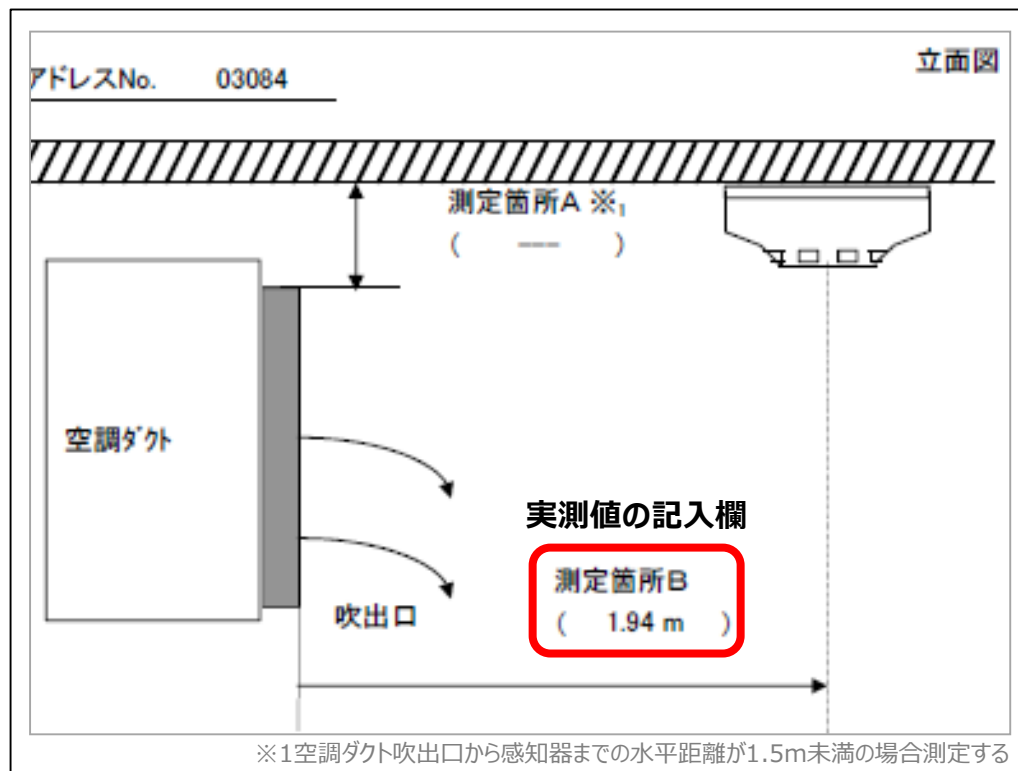 立面図
アドレスNo. 03084
測定箇所A ※1
( --- )
空調ダクト
実測値の記入欄
測定箇所B
( 1.94 m )
吹出口
※1空調ダクト吹出口から感知器までの水平距離が1.5m未満の場合測定する